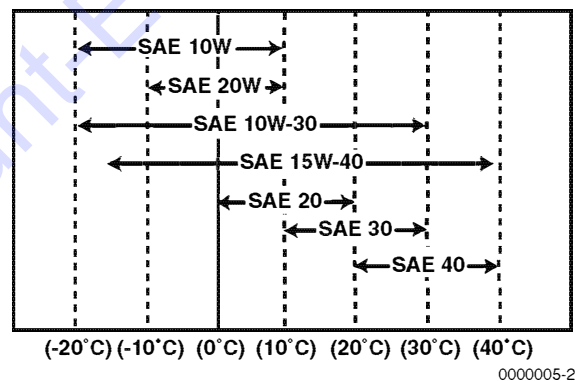 SAE 10W
SAE 20W
SAE 10W-30
SAE 15W-40
SAE 20
SAE 30
SAE 40
(-20°C) (-10°C) (0°C) (10°C) (20°C) (30°C) (40°C)
0000005-2